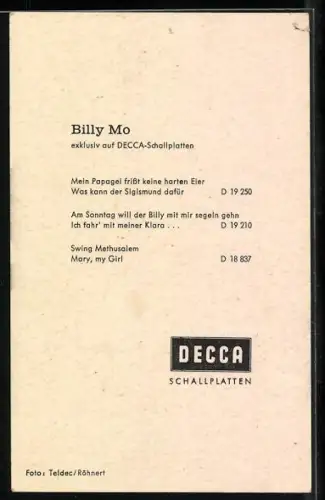 Billy Mo
exklusiv auf DECCA-Schallplatten
Mein Papagei frißt keine harten Eier
Was kann der Sigismund dafür D 19 250
Am Sonntag will der Billy mit mir segeln gehn
Ich fahr' mit meiner Klara . . . D 19 210
Swing Methusalem
Mary, my Girl D 18 837
DECCA
SCHALLPLATTEN
Foto: Teldec/Röhnert